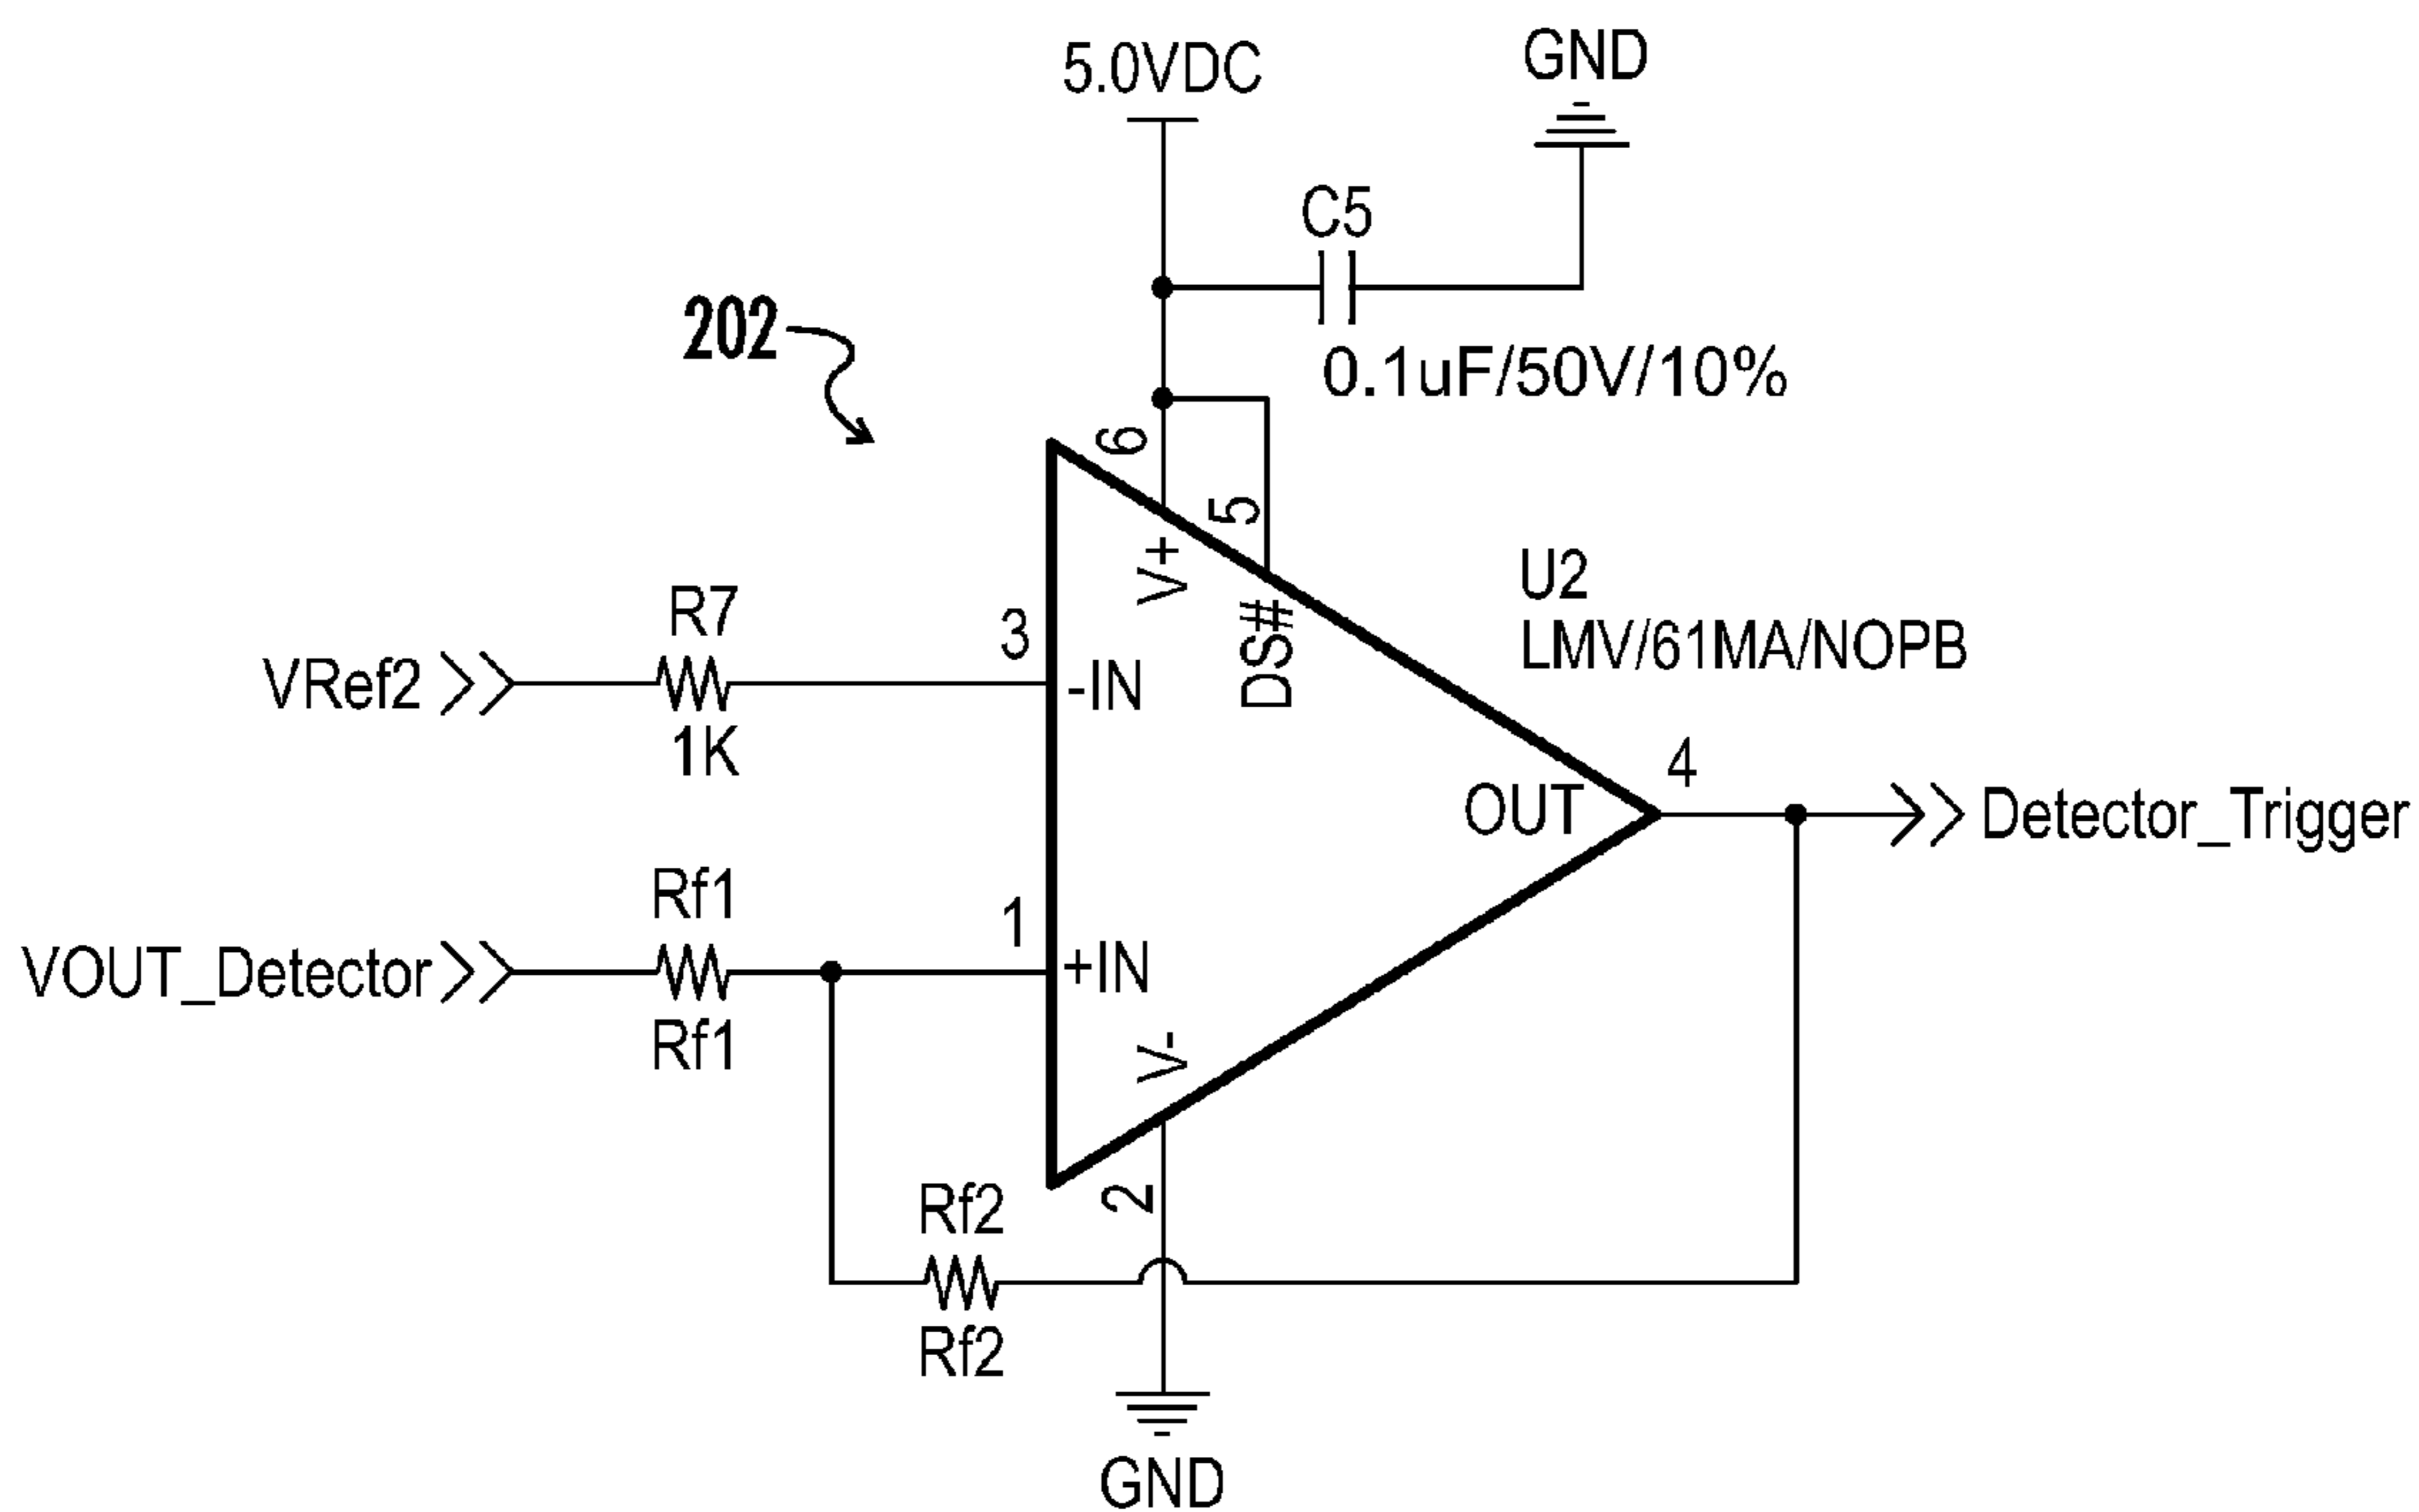 5.0VDC
GND
C5
0.1uF/50V/10%
202
6
5
V+
DS#
U2
LMV/61MA/NOPB
R7
3
VRef2
-IN
1K
4
OUT
Detector_Trigger
Rf1
1
VOUT_Detector
+IN
Rf1
V-
2
Rf2
Rf2
GND